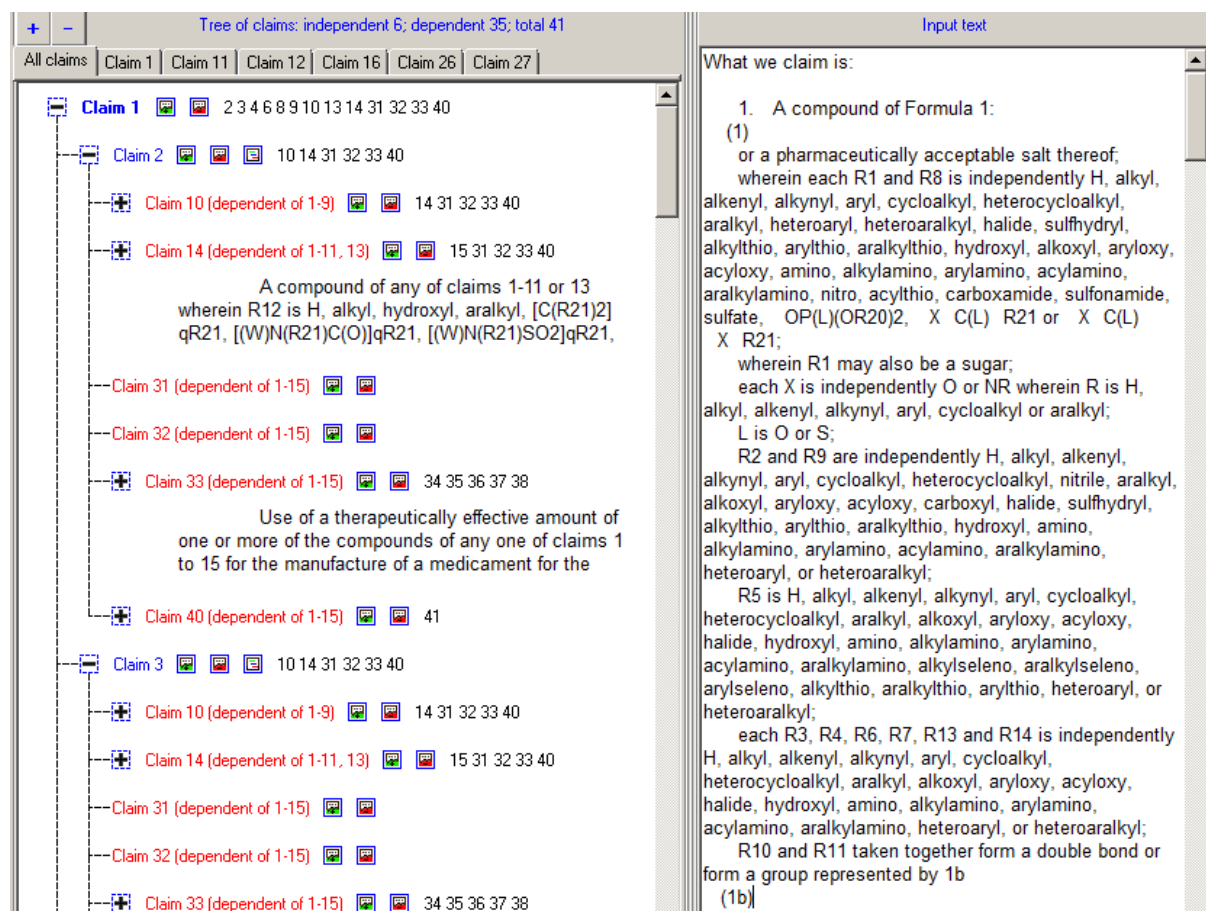 + - Tree of claims: independent 6; dependent 35; total 41
All claims Claim 1 Claim 11 Claim 12 Claim 16 Claim 26 Claim 27
Claim 1 2 3 4 6 8 9 10 13 14 31 32 33 40
Claim 2 10 14 31 32 33 40
Claim 10 (dependent of 1-9) 14 31 32 33 40
Claim 14 (dependent of 1-11, 13) 15 31 32 33 40
A compound of any of claims 1-11 or 13
wherein R12 is H, alkyl, hydroxyl, aralkyl, [C(R21)2]
qR21, [(W)N(R21)C(O)]qR21, [(W)N(R21)SO2]qR21,
Claim 31 (dependent of 1-15)
Claim 32 (dependent of 1-15)
Claim 33 (dependent of 1-15) 34 35 36 37 38
Use of a therapeutically effective amount of
one or more of the compounds of any one of claims 1
to 15 for the manufacture of a medicament for the
Claim 40 (dependent of 1-15) 41
Claim 3 10 14 31 32 33 40
Claim 10 (dependent of 1-9) 14 31 32 33 40
Claim 14 (dependent of 1-11, 13) 15 31 32 33 40
Claim 31 (dependent of 1-15)
Claim 32 (dependent of 1-15)
Claim 33 (dependent of 1-15) 34 35 36 37 38
Input text
What we claim is:
1. A compound of Formula 1:
(1)
or a pharmaceutically acceptable salt thereof;
wherein each R1 and R8 is independently H, alkyl,
alkenyl, alkynyl, aryl, cycloalkyl, heterocycloalkyl,
aralkyl, heteroaryl, heteroaralkyl, halide, sulfhydryl,
alkylthio, arylthio, aralkylthio, hydroxyl, alkoxyl, aryloxy,
acyloxy, amino, alkylamino, arylamino, acylamino,
aralkylamino, nitro, acylthio, carboxamide, sulfonamide,
sulfate, OP(L)(OR20)2, X C(L) R21 or X C(L)
X R21;
wherein R1 may also be a sugar;
each X is independently O or NR wherein R is H,
alkyl, alkenyl, alkynyl, aryl, cycloalkyl or aralkyl;
L is O or S;
R2 and R9 are independently H, alkyl, alkenyl,
alkynyl, aryl, cycloalkyl, heterocycloalkyl, nitrile, aralkyl,
alkoxyl, aryloxy, acyloxy, carboxyl, halide, sulfhydryl,
alkylthio, arylthio, aralkylthio, hydroxyl, amino,
alkylamino, arylamino, acylamino, aralkylamino,
heteroaryl, or heteroaralkyl;
R5 is H, alkyl, alkenyl, alkynyl, aryl, cycloalkyl,
heterocycloalkyl, aralkyl, alkoxyl, aryloxy, acyloxy,
halide, hydroxyl, amino, alkylamino, arylamino,
acylamino, aralkylamino, alkylseleno, aralkylseleno,
arylseleno, alkylthio, aralkylthio, arylthio, heteroaryl, or
heteroaralkyl;
each R3, R4, R6, R7, R13 and R14 is independently
H, alkyl, alkenyl, alkynyl, aryl, cycloalkyl,
heterocycloalkyl, aralkyl, alkoxyl, aryloxy, acyloxy,
halide, hydroxyl, amino, alkylamino, arylamino,
acylamino, aralkylamino, heteroaryl, or heteroaralkyl;
R10 and R11 taken together form a double bond or
form a group represented by 1b
(1b)